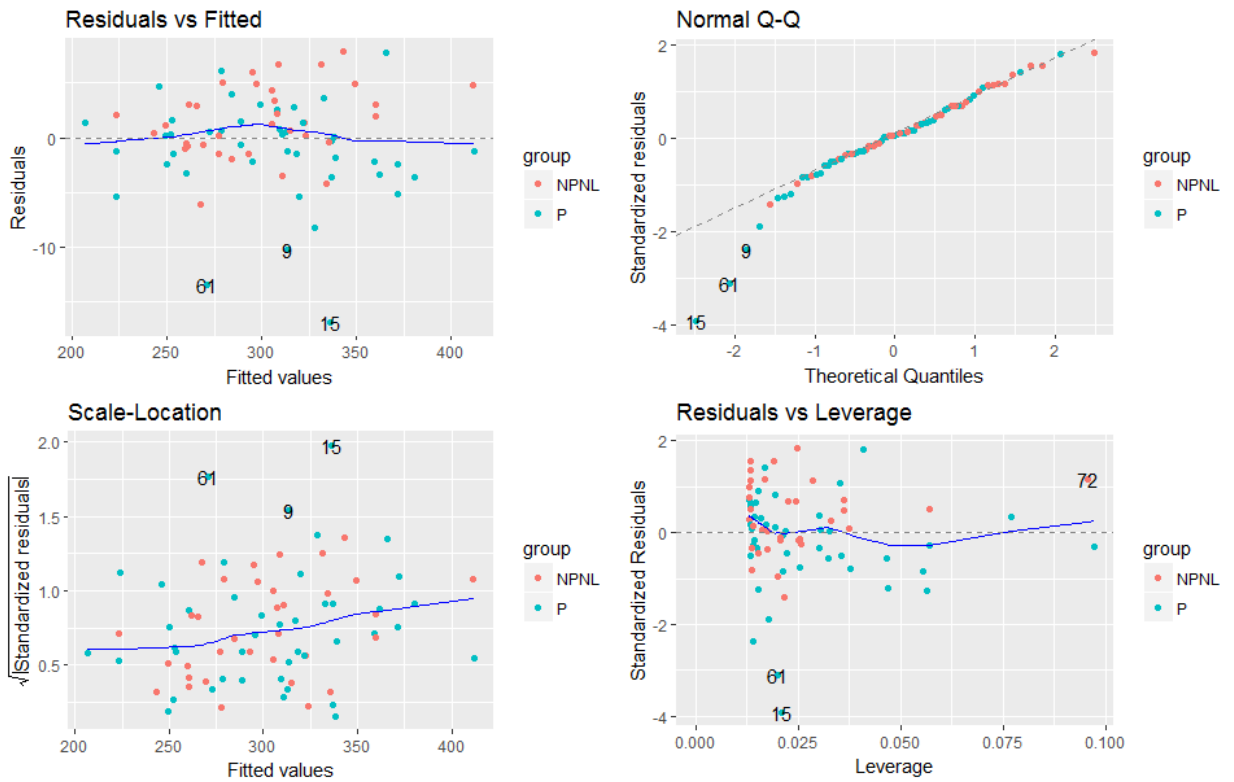 Residuals vs Fitted
Residuals
0
-10
9
61
15
200
250
300
350
400
Fitted values
group
NPNL
P
Normal Q-Q
Standardized residuals
2
0
-2
-4
9
61
15
-2
-1
0
1
2
Theoretical Quantiles
group
NPNL
P
Scale-Location
√|Standardized residuals|
2.0
1.5
1.0
0.5
15
61
9
200
250
300
350
400
Fitted values
group
NPNL
P
Residuals vs Leverage
Standardized Residuals
2
0
-2
-4
72
61
15
0.000
0.025
0.050
0.075
0.100
Leverage
group
NPNL
P